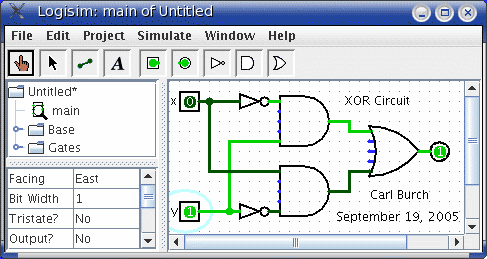 Logisim: main of Untitled
File Edit Project Simulate Window Help
A
Untitled*
main
Base
Gates
Facing East
Bit Width 1
Tristate? No
Output? No
x 0
XOR Circuit
1
y 1
Carl Burch
September 19, 2005